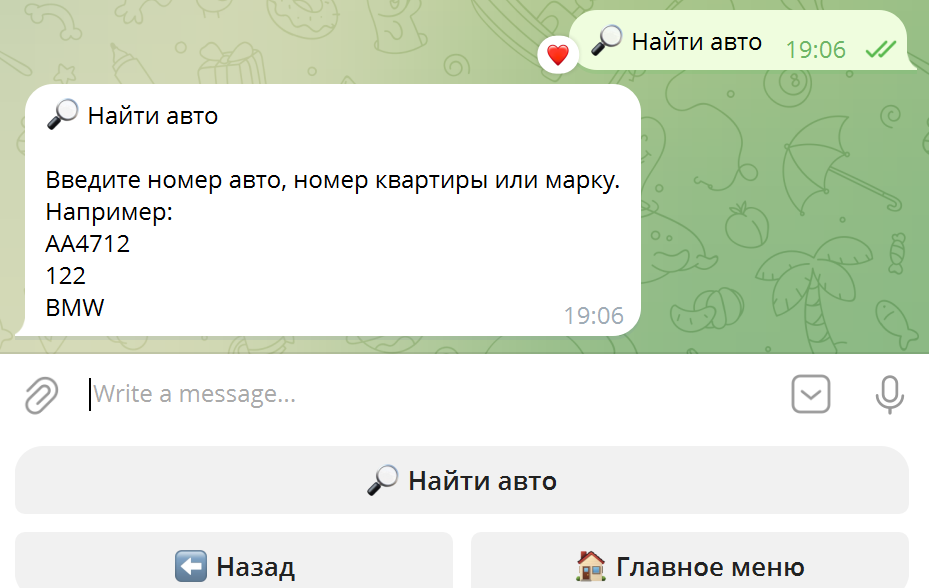 🔎 Найти авто 19:06
🔎 Найти авто
Введите номер авто, номер квартиры или марку.
Например:
AA4712
122
BMW
19:06
Write a message...
🔎 Найти авто
⬅️ Назад
🏠 Главное меню